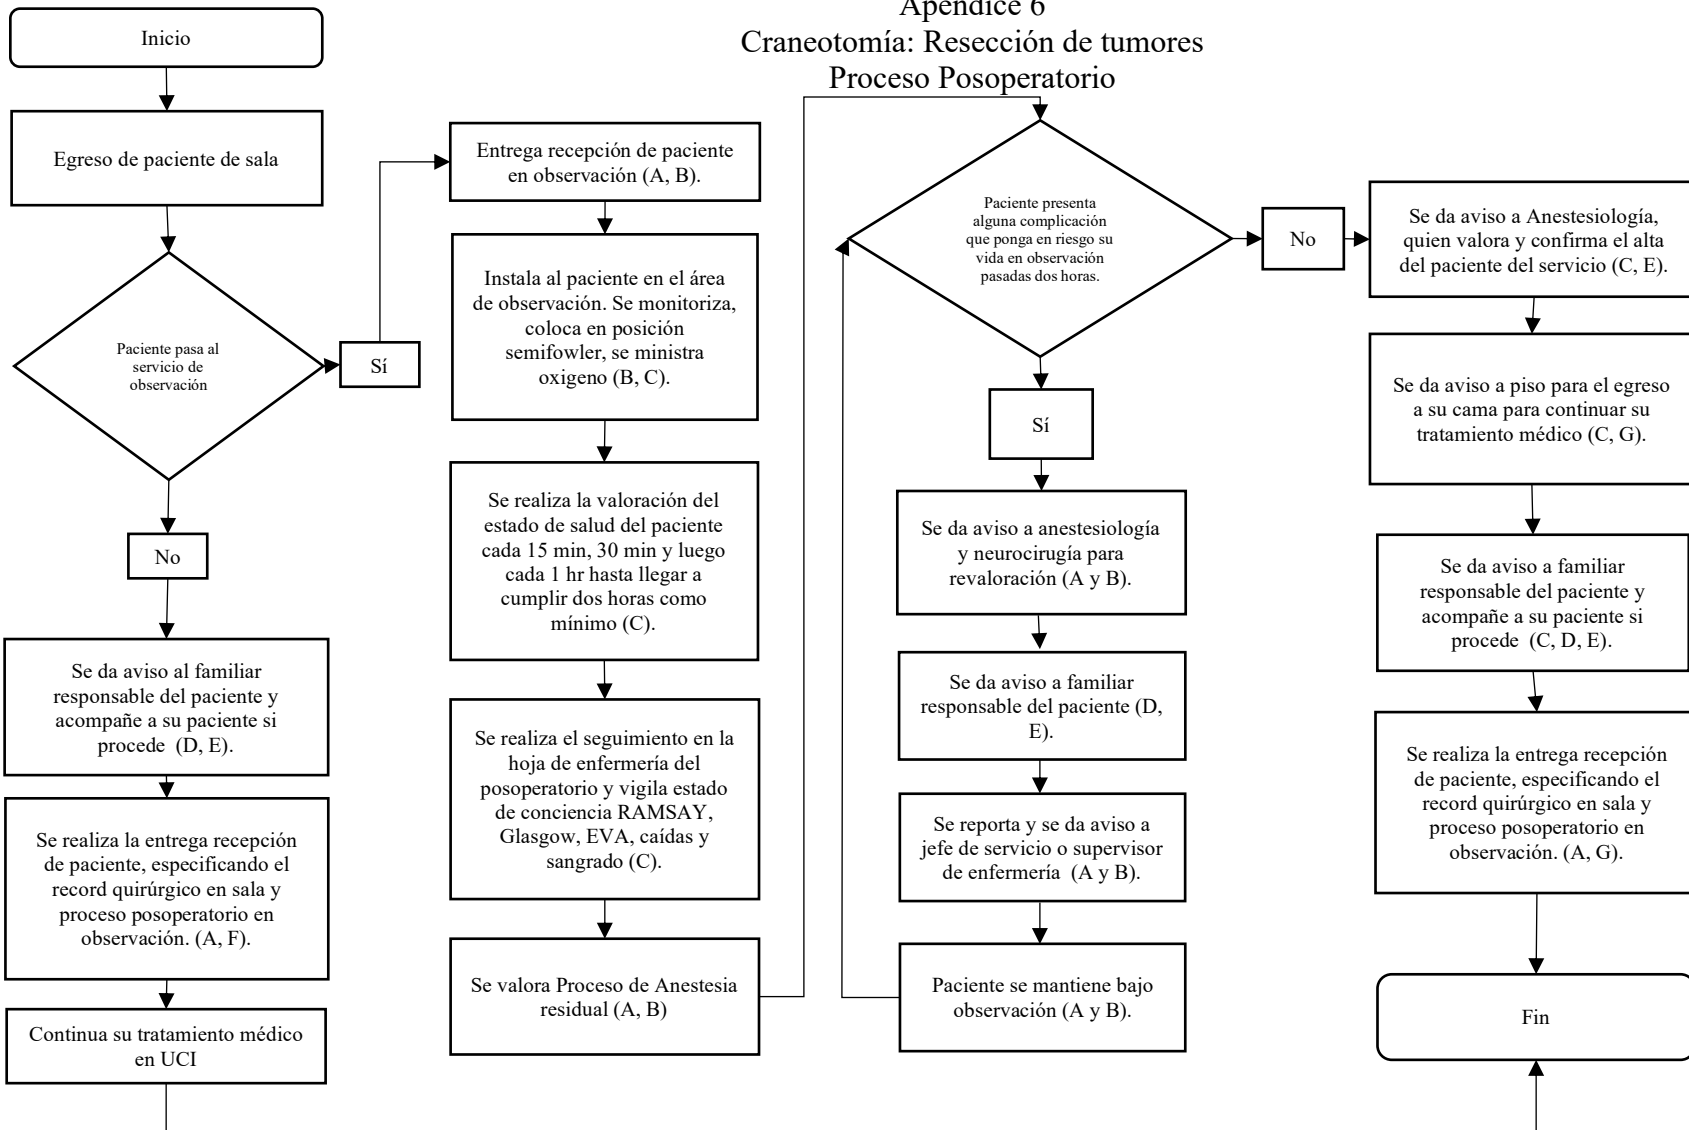 Apéndice 6
Craneotomía: Resección de tumores
Proceso Posoperatorio
Inicio
Egreso de paciente de sala
Paciente pasa al
servicio de
observación
Sí
No
Se da aviso al familiar
responsable del paciente y
acompañe a su paciente si
procede (D, E).
Se realiza la entrega recepción
de paciente, especificando el
record quirúrgico en sala y
proceso posoperatorio en
observación. (A, F).
Continua su tratamiento médico
en UCI
Entrega recepción de paciente
en observación (A, B).
Instala al paciente en el área
de observación. Se monitoriza,
coloca en posición
semifowler, se ministra
oxigeno (B, C).
Se realiza la valoración del
estado de salud del paciente
cada 15 min, 30 min y luego
cada 1 hr hasta llegar a
cumplir dos horas como
mínimo (C).
Se realiza el seguimiento en la
hoja de enfermería del
posoperatorio y vigila estado
de conciencia RAMSAY,
Glasgow, EVA, caídas y
sangrado (C).
Se valora Proceso de Anestesia
residual (A, B)
Paciente presenta
alguna complicación
que ponga en riesgo su
vida en observación
pasadas dos horas.
Sí
Se da aviso a anestesiología
y neurocirugía para
revaloración (A y B).
Se da aviso a familiar
responsable del paciente (D,
E).
Se reporta y se da aviso a
jefe de servicio o supervisor
de enfermería (A y B).
Paciente se mantiene bajo
observación (A y B).
No
Se da aviso a Anestesiología,
quien valora y confirma el alta
del paciente del servicio (C, E).
Se da aviso a piso para el egreso
a su cama para continuar su
tratamiento médico (C, G).
Se da aviso a familiar
responsable del paciente y
acompañe a su paciente si
procede (C, D, E).
Se realiza la entrega recepción
de paciente, especificando el
record quirúrgico en sala y
proceso posoperatorio en
observación. (A, G).
Fin